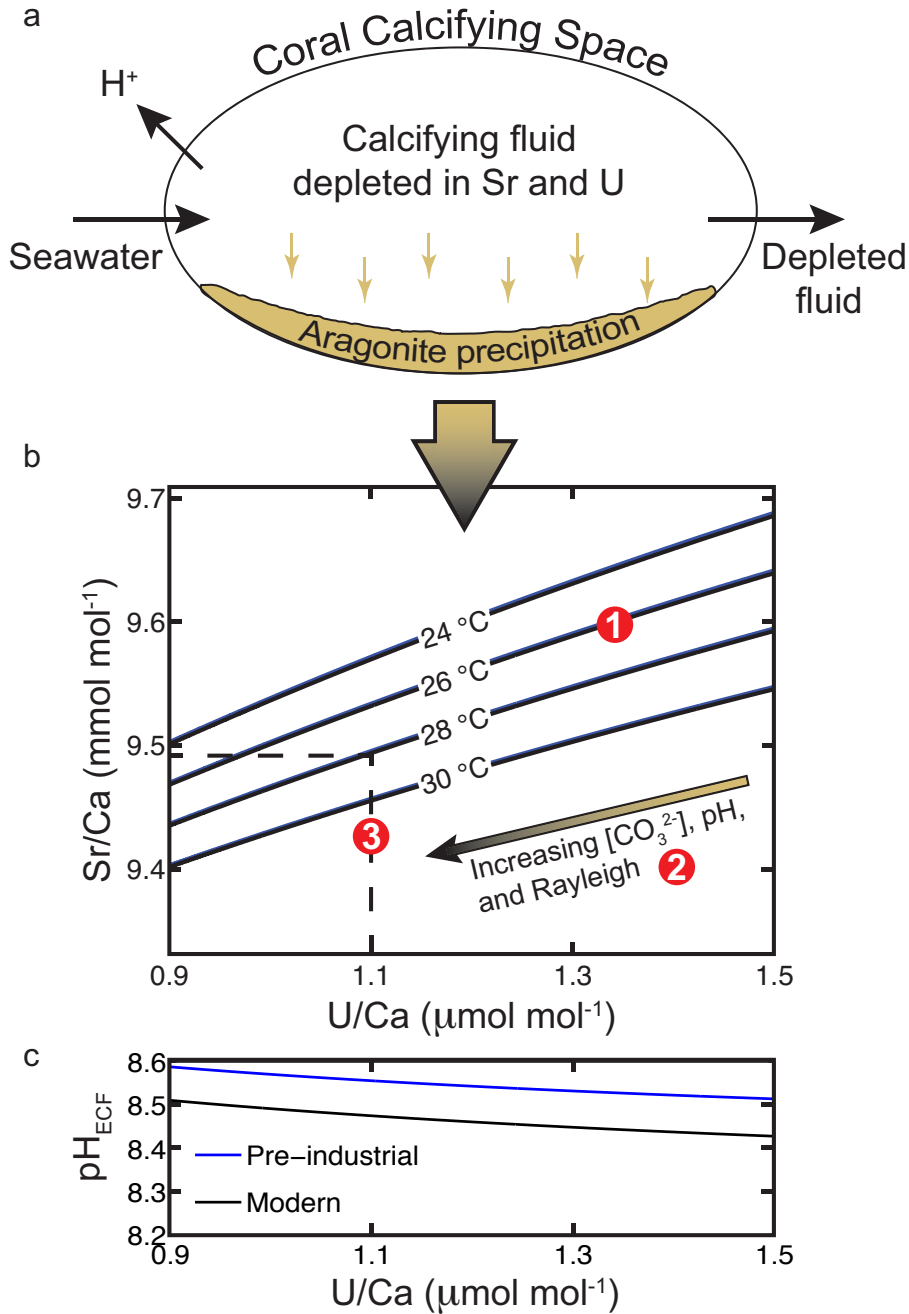 a
Coral Calcifying Space
H⁺
Calcifying fluid
depleted in Sr and U
Seawater
Depleted
fluid
Aragonite precipitation
b
9.7
9.6
9.5
9.4
Sr/Ca (mmol mol⁻¹)
24 °C
26 °C
28 °C
30 °C
1
3
Increasing [CO₃²⁻], pH,
and Rayleigh 2
0.9 1.1 1.3 1.5
U/Ca (μmol mol⁻¹)
c
8.6
8.5
8.4
8.3
8.2
pH_ECF
Pre−industrial
Modern
0.9 1.1 1.3 1.5
U/Ca (μmol mol⁻¹)